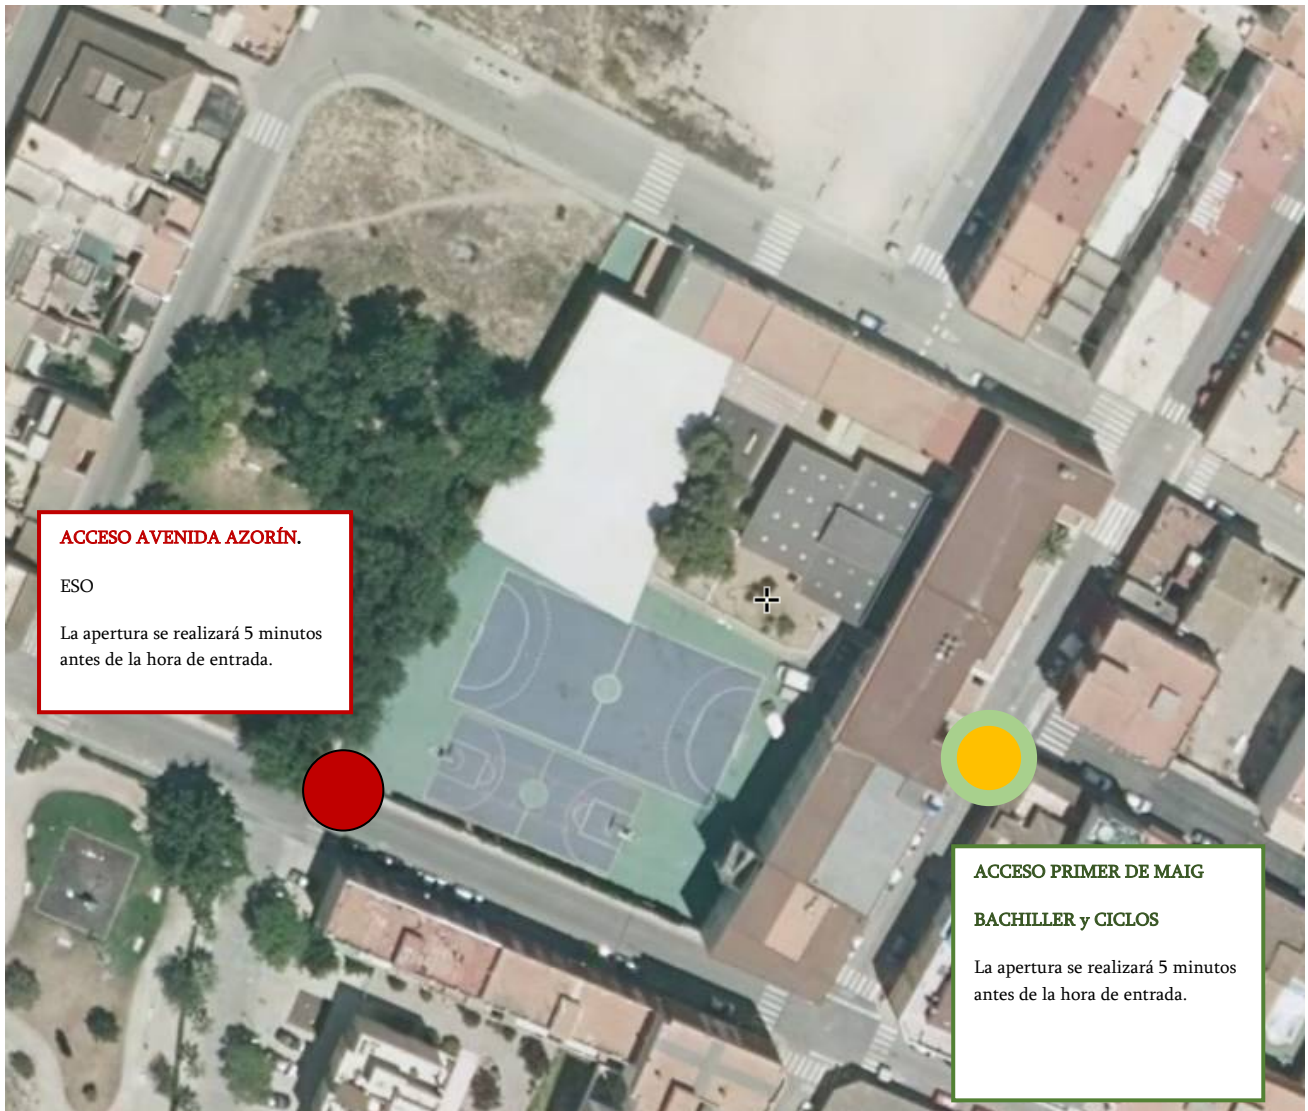 ACCESO AVENIDA AZORÍN.
ESO
La apertura se realizará 5 minutos
antes de la hora de entrada.
ACCESO PRIMER DE MAIG
BACHILLER y CICLOS
La apertura se realizará 5 minutos
antes de la hora de entrada.